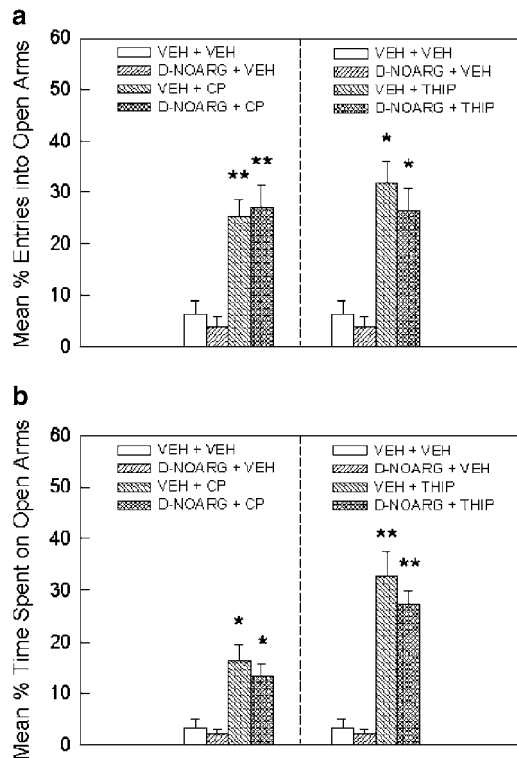 a
Mean % Entries into Open Arms
60
50
40
30
20
10
0
VEH + VEH
D-NOARG + VEH
VEH + CP
D-NOARG + CP
VEH + VEH
D-NOARG + VEH
VEH + THIP
D-NOARG + THIP
** **
* *
b
Mean % Time Spent on Open Arms
60
50
40
30
20
10
0
VEH + VEH
D-NOARG + VEH
VEH + CP
D-NOARG + CP
VEH + VEH
D-NOARG + VEH
VEH + THIP
D-NOARG + THIP
* *
** **